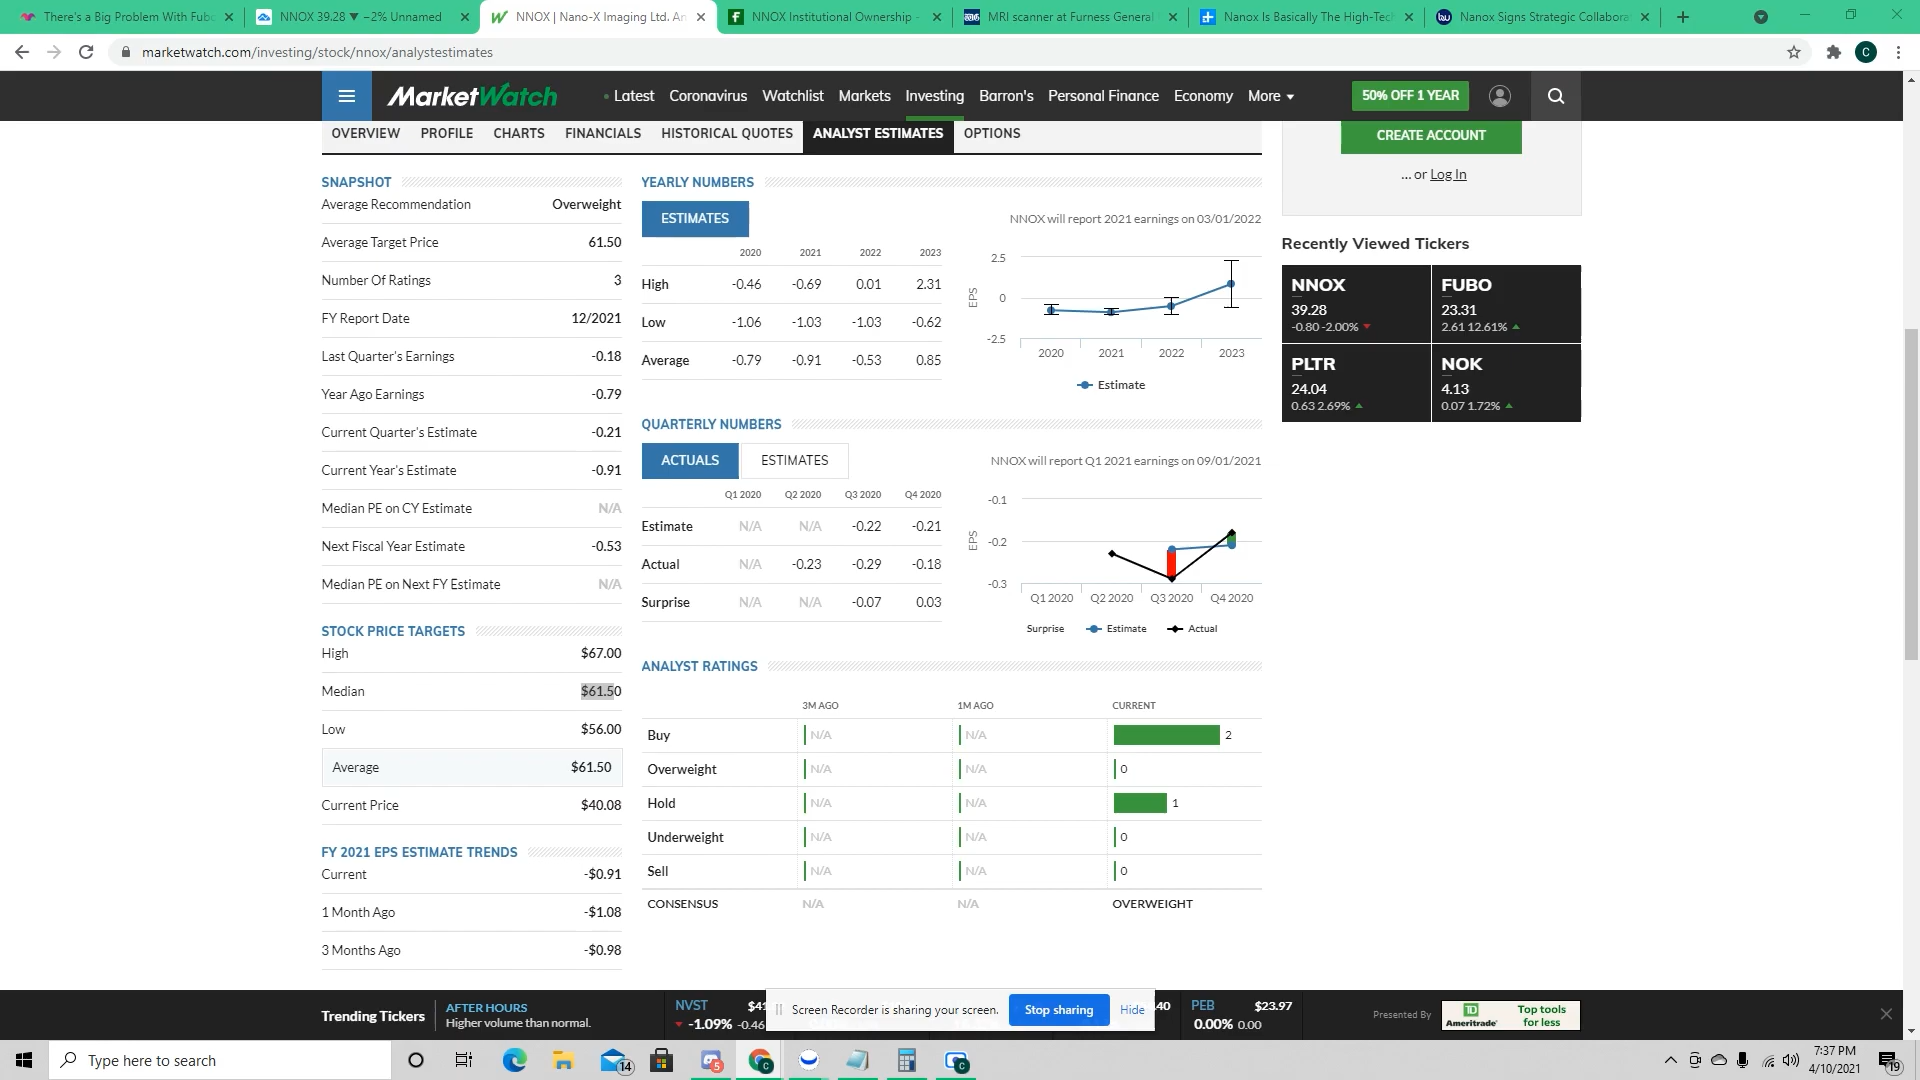 There's a Big Problem With Fubo
NNOX 39.28 ▼ −2% Unnamed
NNOX | Nano-X Imaging Ltd. An
NNOX Institutional Ownership -
MRI scanner at Furness General
Nanox Is Basically The High-Tech
Nanox Signs Strategic Collabora
marketwatch.com/investing/stock/nnox/analystestimates
C
MarketWatch
Latest Coronavirus Watchlist Markets Investing Barron's Personal Finance Economy More
50% OFF 1 YEAR
OVERVIEW PROFILE CHARTS FINANCIALS HISTORICAL QUOTES ANALYST ESTIMATES OPTIONS
CREATE ACCOUNT
... or Log In
SNAPSHOT
Average Recommendation Overweight
Average Target Price 61.50
Number Of Ratings 3
FY Report Date 12/2021
Last Quarter's Earnings -0.18
Year Ago Earnings -0.79
Current Quarter's Estimate -0.21
Current Year's Estimate -0.91
Median PE on CY Estimate N/A
Next Fiscal Year Estimate -0.53
Median PE on Next FY Estimate N/A
STOCK PRICE TARGETS
High $67.00
Median $61.50
Low $56.00
Average $61.50
Current Price $40.08
FY 2021 EPS ESTIMATE TRENDS
Current -$0.91
1 Month Ago -$1.08
3 Months Ago -$0.98
YEARLY NUMBERS
ESTIMATES
NNOX will report 2021 earnings on 03/01/2022
2020 2021 2022 2023
High -0.46 -0.69 0.01 2.31
Low -1.06 -1.03 -1.03 -0.62
Average -0.79 -0.91 -0.53 0.85
EPS
2.5
0
-2.5
2020 2021 2022 2023
Estimate
QUARTERLY NUMBERS
ACTUALS ESTIMATES
NNOX will report Q1 2021 earnings on 09/01/2021
Q1 2020 Q2 2020 Q3 2020 Q4 2020
Estimate N/A N/A -0.22 -0.21
Actual N/A -0.23 -0.29 -0.18
Surprise N/A N/A -0.07 0.03
EPS
-0.1
-0.2
-0.3
Q1 2020 Q2 2020 Q3 2020 Q4 2020
Surprise Estimate Actual
ANALYST RATINGS
3M AGO 1M AGO CURRENT
Buy N/A N/A 2
Overweight N/A N/A 0
Hold N/A N/A 1
Underweight N/A N/A 0
Sell N/A N/A 0
CONSENSUS N/A N/A OVERWEIGHT
Recently Viewed Tickers
NNOX
39.28
-0.80 -2.00%
FUBO
23.31
2.61 12.61%
PLTR
24.04
0.63 2.69%
NOK
4.13
0.07 1.72%
Trending Tickers
AFTER HOURS
Higher volume than normal.
NVST $41
-1.09% -0.46
Screen Recorder is sharing your screen. Stop sharing Hide
.40
PEB $23.97
0.00% 0.00
Presented By
TD
Ameritrade
Top tools
for less
Type here to search
14
5
C
C
7:37 PM
4/10/2021
19